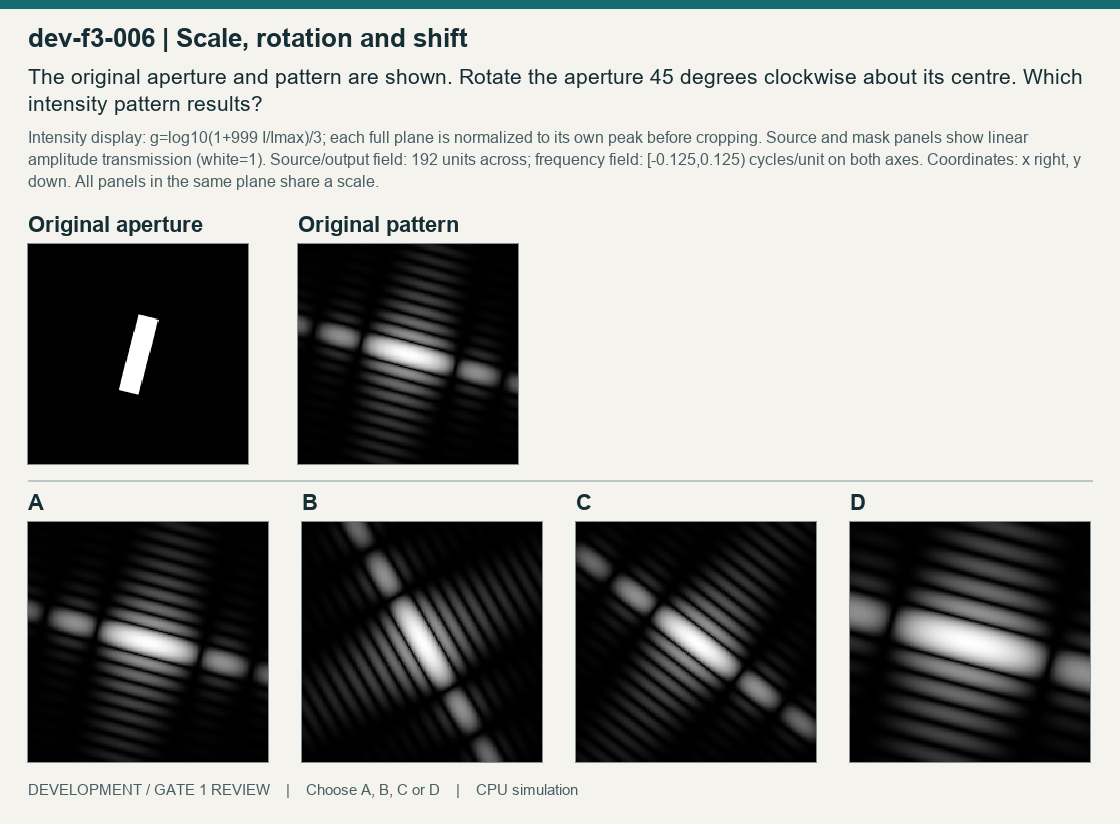 dev-f3-006 | Scale, rotation and shift
The original aperture and pattern are shown. Rotate the aperture 45 degrees clockwise about its centre. Which
intensity pattern results?
Intensity display: g=log10(1+999 I/Imax)/3; each full plane is normalized to its own peak before cropping. Source and mask panels show linear
amplitude transmission (white=1). Source/output field: 192 units across; frequency field: [-0.125,0.125) cycles/unit on both axes. Coordinates: x right, y
down. All panels in the same plane share a scale.
Original aperture
Original pattern
A
B
C
D
DEVELOPMENT / GATE 1 REVIEW | Choose A, B, C or D | CPU simulation